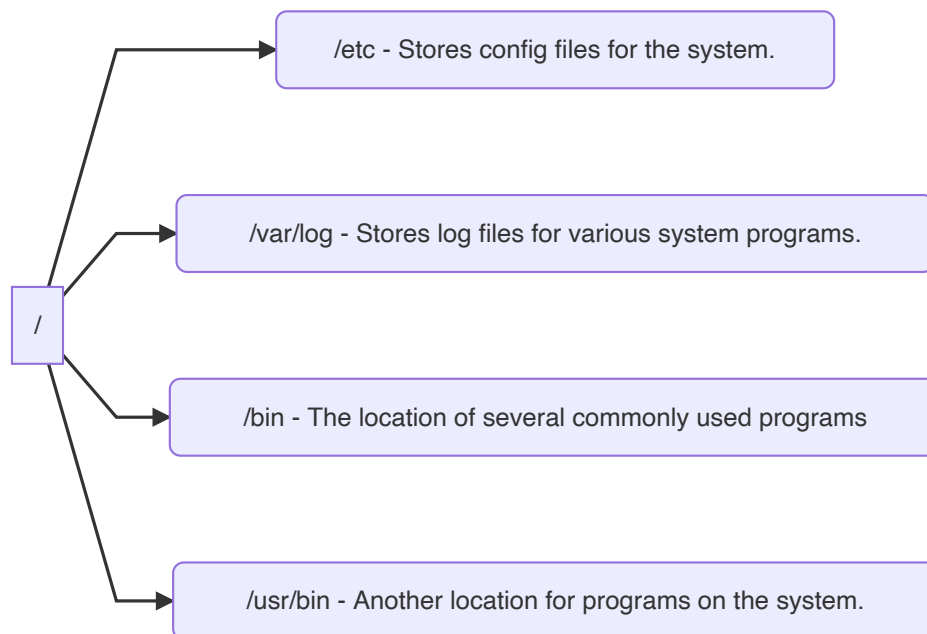 /etc - Stores config files for the system.
/var/log - Stores log files for various system programs.
/
/bin - The location of several commonly used programs
/usr/bin - Another location for programs on the system.